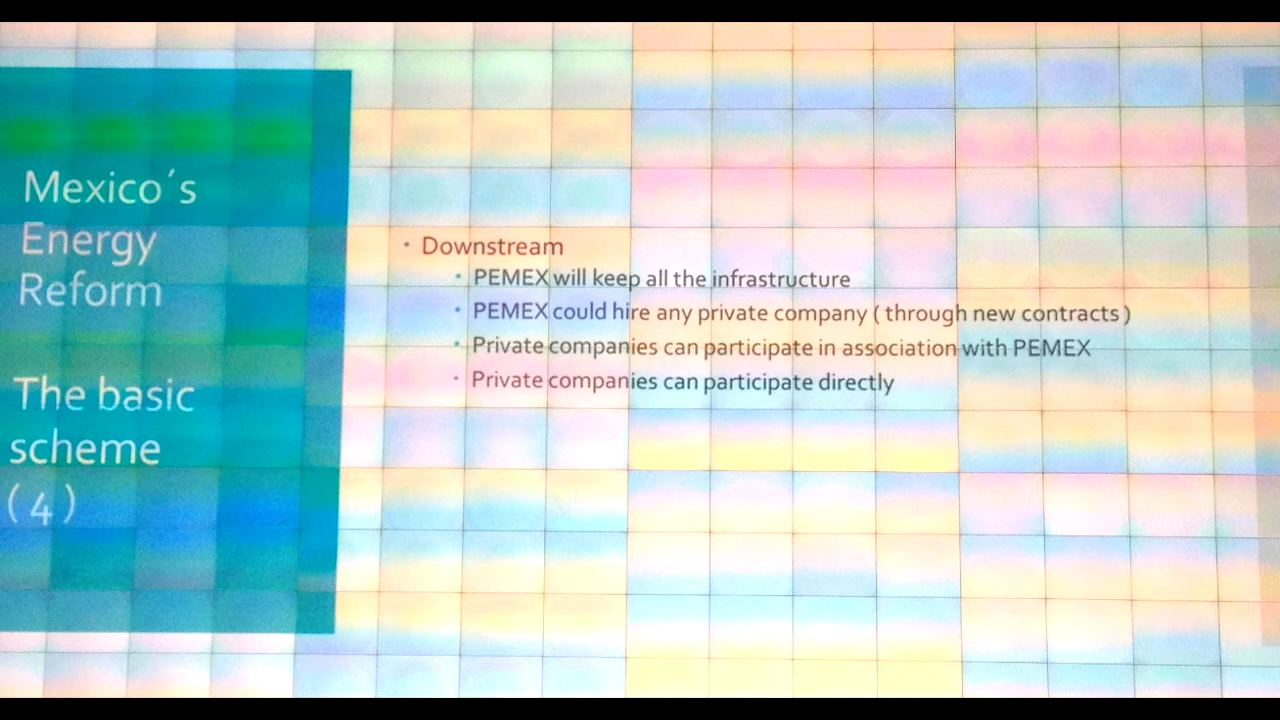 Mexico´s
Energy
Reform
The basic
scheme
(4)
• Downstream
• PEMEX will keep all the infrastructure
• PEMEX could hire any private company ( through new contracts )
• Private companies can participate in association with PEMEX
• Private companies can participate directly